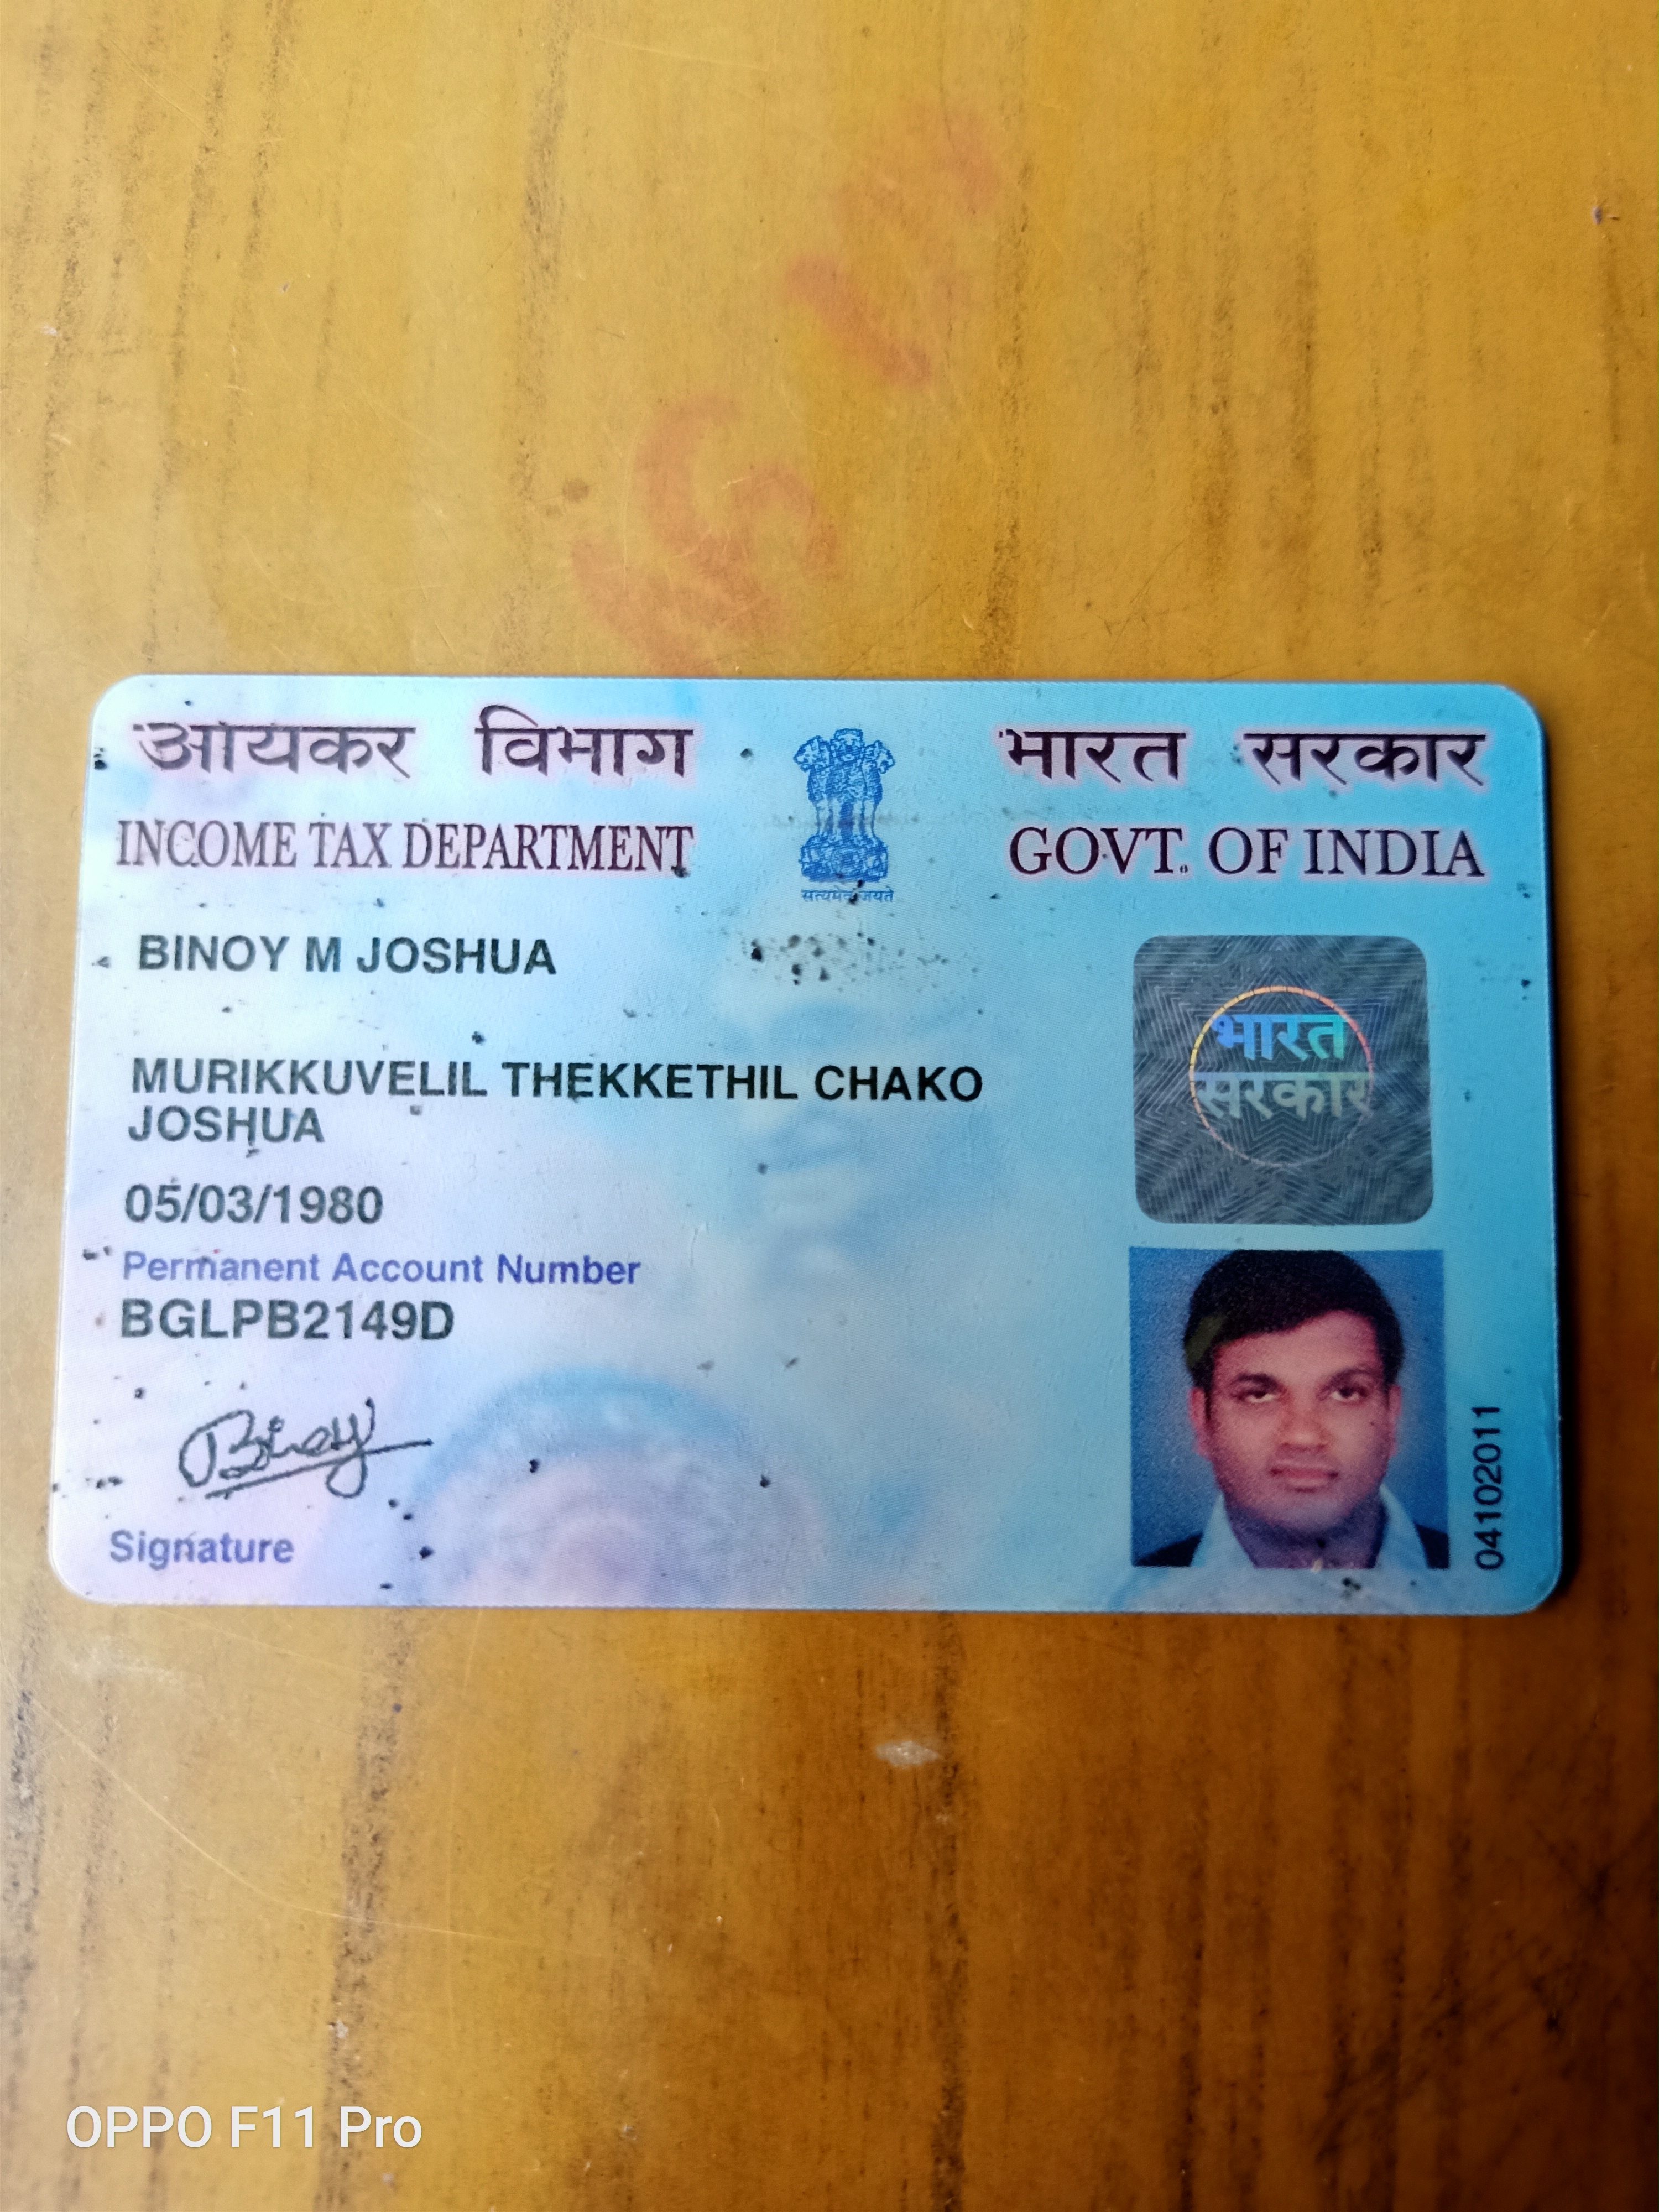 आयकर विभाग
भारत सरकार
INCOME TAX DEPARTMENT
GOVT. OF INDIA
सत्यमेव जयते
BINOY M JOSHUA
भारत
सरकार
MURIKKUVELIL THEKKETHIL CHAKO
JOSHUA
05/03/1980
Permanent Account Number
BGLPB2149D
Binoy
Signature
04102011
OPPO F11 Pro